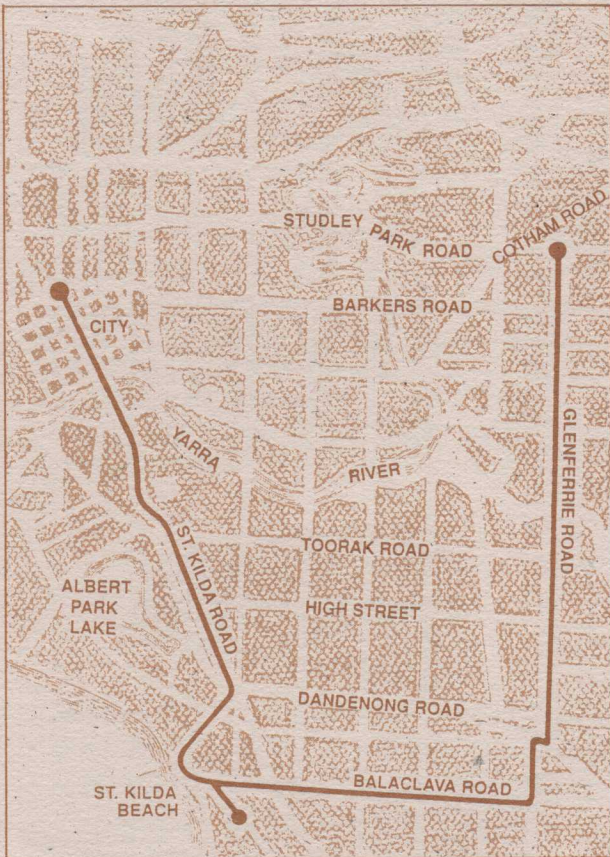 STUDLEY PARK ROAD
COTHAM ROAD
BARKERS ROAD
CITY
YARRA
RIVER
GLENFERRIE ROAD
TOORAK ROAD
ST. KILDA ROAD
ALBERT
PARK
LAKE
HIGH STREET
DANDENONG ROAD
BALACLAVA ROAD
ST. KILDA
BEACH